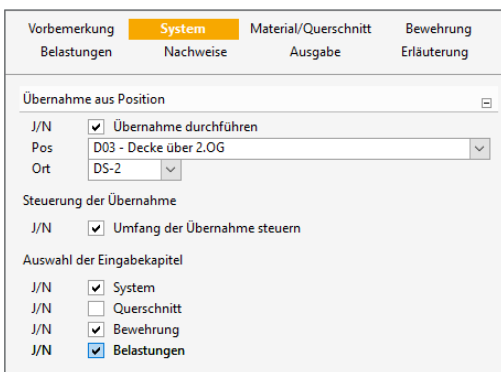 Vorbemerkung System Material/Querschnitt Bewehrung
Belastungen Nachweise Ausgabe Erläuterung
Übernahme aus Position
J/N Übernahme durchführen
Pos D03 - Decke über 2.OG
Ort DS-2
Steuerung der Übernahme
J/N Umfang der Übernahme steuern
Auswahl der Eingabekapitel
J/N System
J/N Querschnitt
J/N Bewehrung
J/N Belastungen